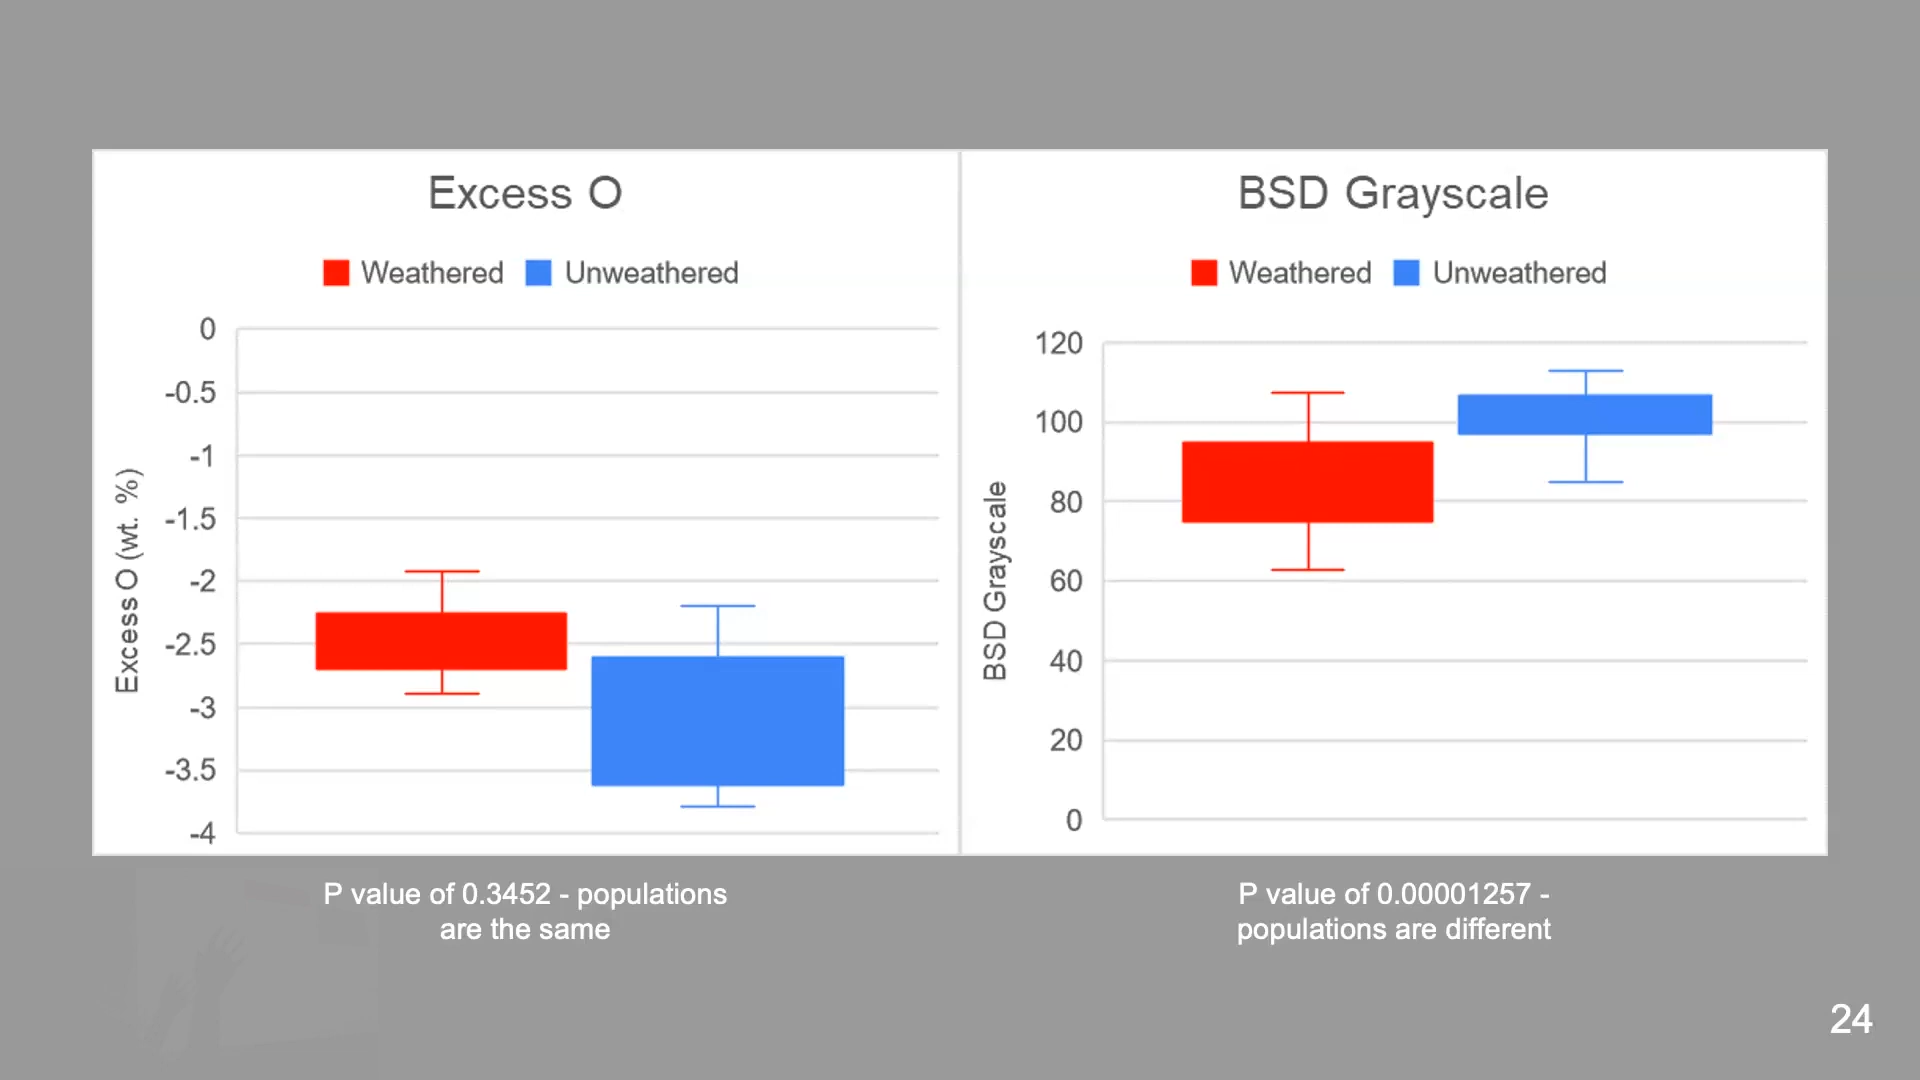 Excess O
Weathered Unweathered
0
-0.5
-1
-1.5
-2
-2.5
-3
-3.5
-4
Excess O (wt. %)
P value of 0.3452 - populations
are the same
BSD Grayscale
Weathered Unweathered
120
100
80
60
40
20
0
BSD Grayscale
P value of 0.00001257 -
populations are different
24